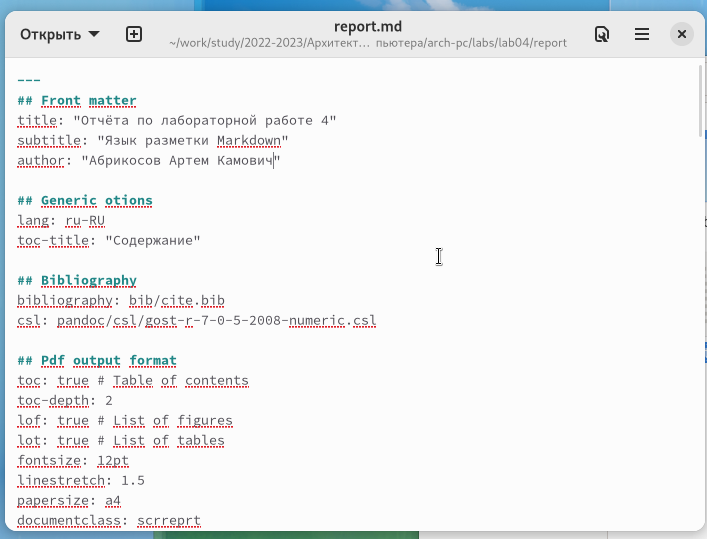 Открыть
report.md
~/work/study/2022-2023/Архитект... пьютера/arch-pc/labs/lab04/report
---
## Front matter
title: "Отчёта по лабораторной работе 4"
subtitle: "Язык разметки Markdown"
author: "Абрикосов Артем Камович"
## Generic otions
lang: ru-RU
toc-title: "Содержание"
## Bibliography
bibliography: bib/cite.bib
csl: pandoc/csl/gost-r-7-0-5-2008-numeric.csl
## Pdf output format
toc: true # Table of contents
toc-depth: 2
lof: true # List of figures
lot: true # List of tables
fontsize: 12pt
linestretch: 1.5
papersize: a4
documentclass: scrreprt